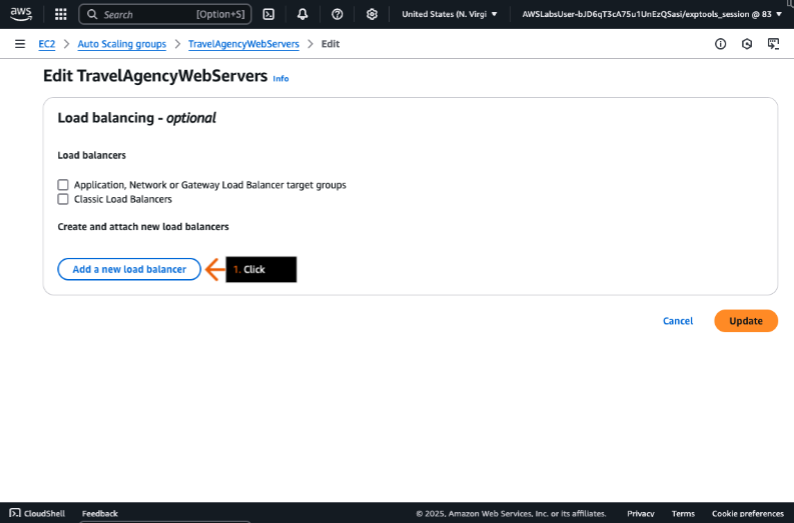 aws
Search [Option+S]
United States (N. Virgi
AWSLabsUser-bJD6qT3cA75u1UnEzQSasi/exptools_session @ 83
EC2 > Auto Scaling groups > TravelAgencyWebServers > Edit
Edit TravelAgencyWebServers Info
Load balancing - optional
Load balancers
Application, Network or Gateway Load Balancer target groups
Classic Load Balancers
Create and attach new load balancers
Add a new load balancer
1. Click
Cancel
Update
CloudShell Feedback © 2025, Amazon Web Services, Inc. or its affiliates. Privacy Terms Cookie preferences